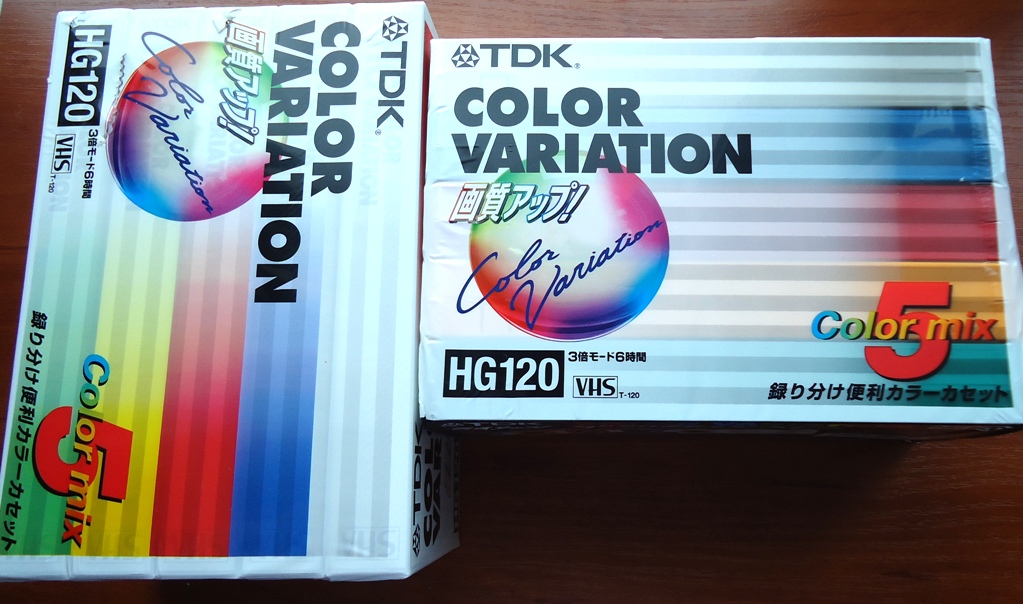 TDK®
COLOR
VARIATION
画質アップ!
Color
Variation
HG120
3倍モード6時間
VHS T-120
Color mix
5
録り分け便利カラーカセット
TDK®
COLOR
VARIATION
画質アップ!
Color
Variation
HG120
3倍モード6時間
VHS T-120
Color mix
5
録り分け便利カラーカセット
TDK